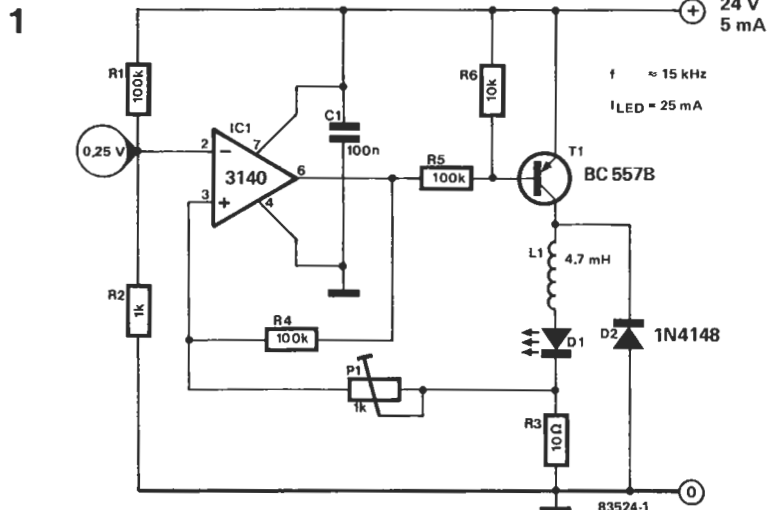 1
24 V
5 mA
+
R1
100k
R6
10k
f ≈ 15 kHz
I LED = 25 mA
IC1
C1
100n
T1
BC 557B
0,25 V
2
7
−
3140
6
R5
100k
3
+
4
L1
4.7 mH
R2
1k
R4
100k
D1
D2
1N4148
P1
1k
R3
10Ω
0
83524-1